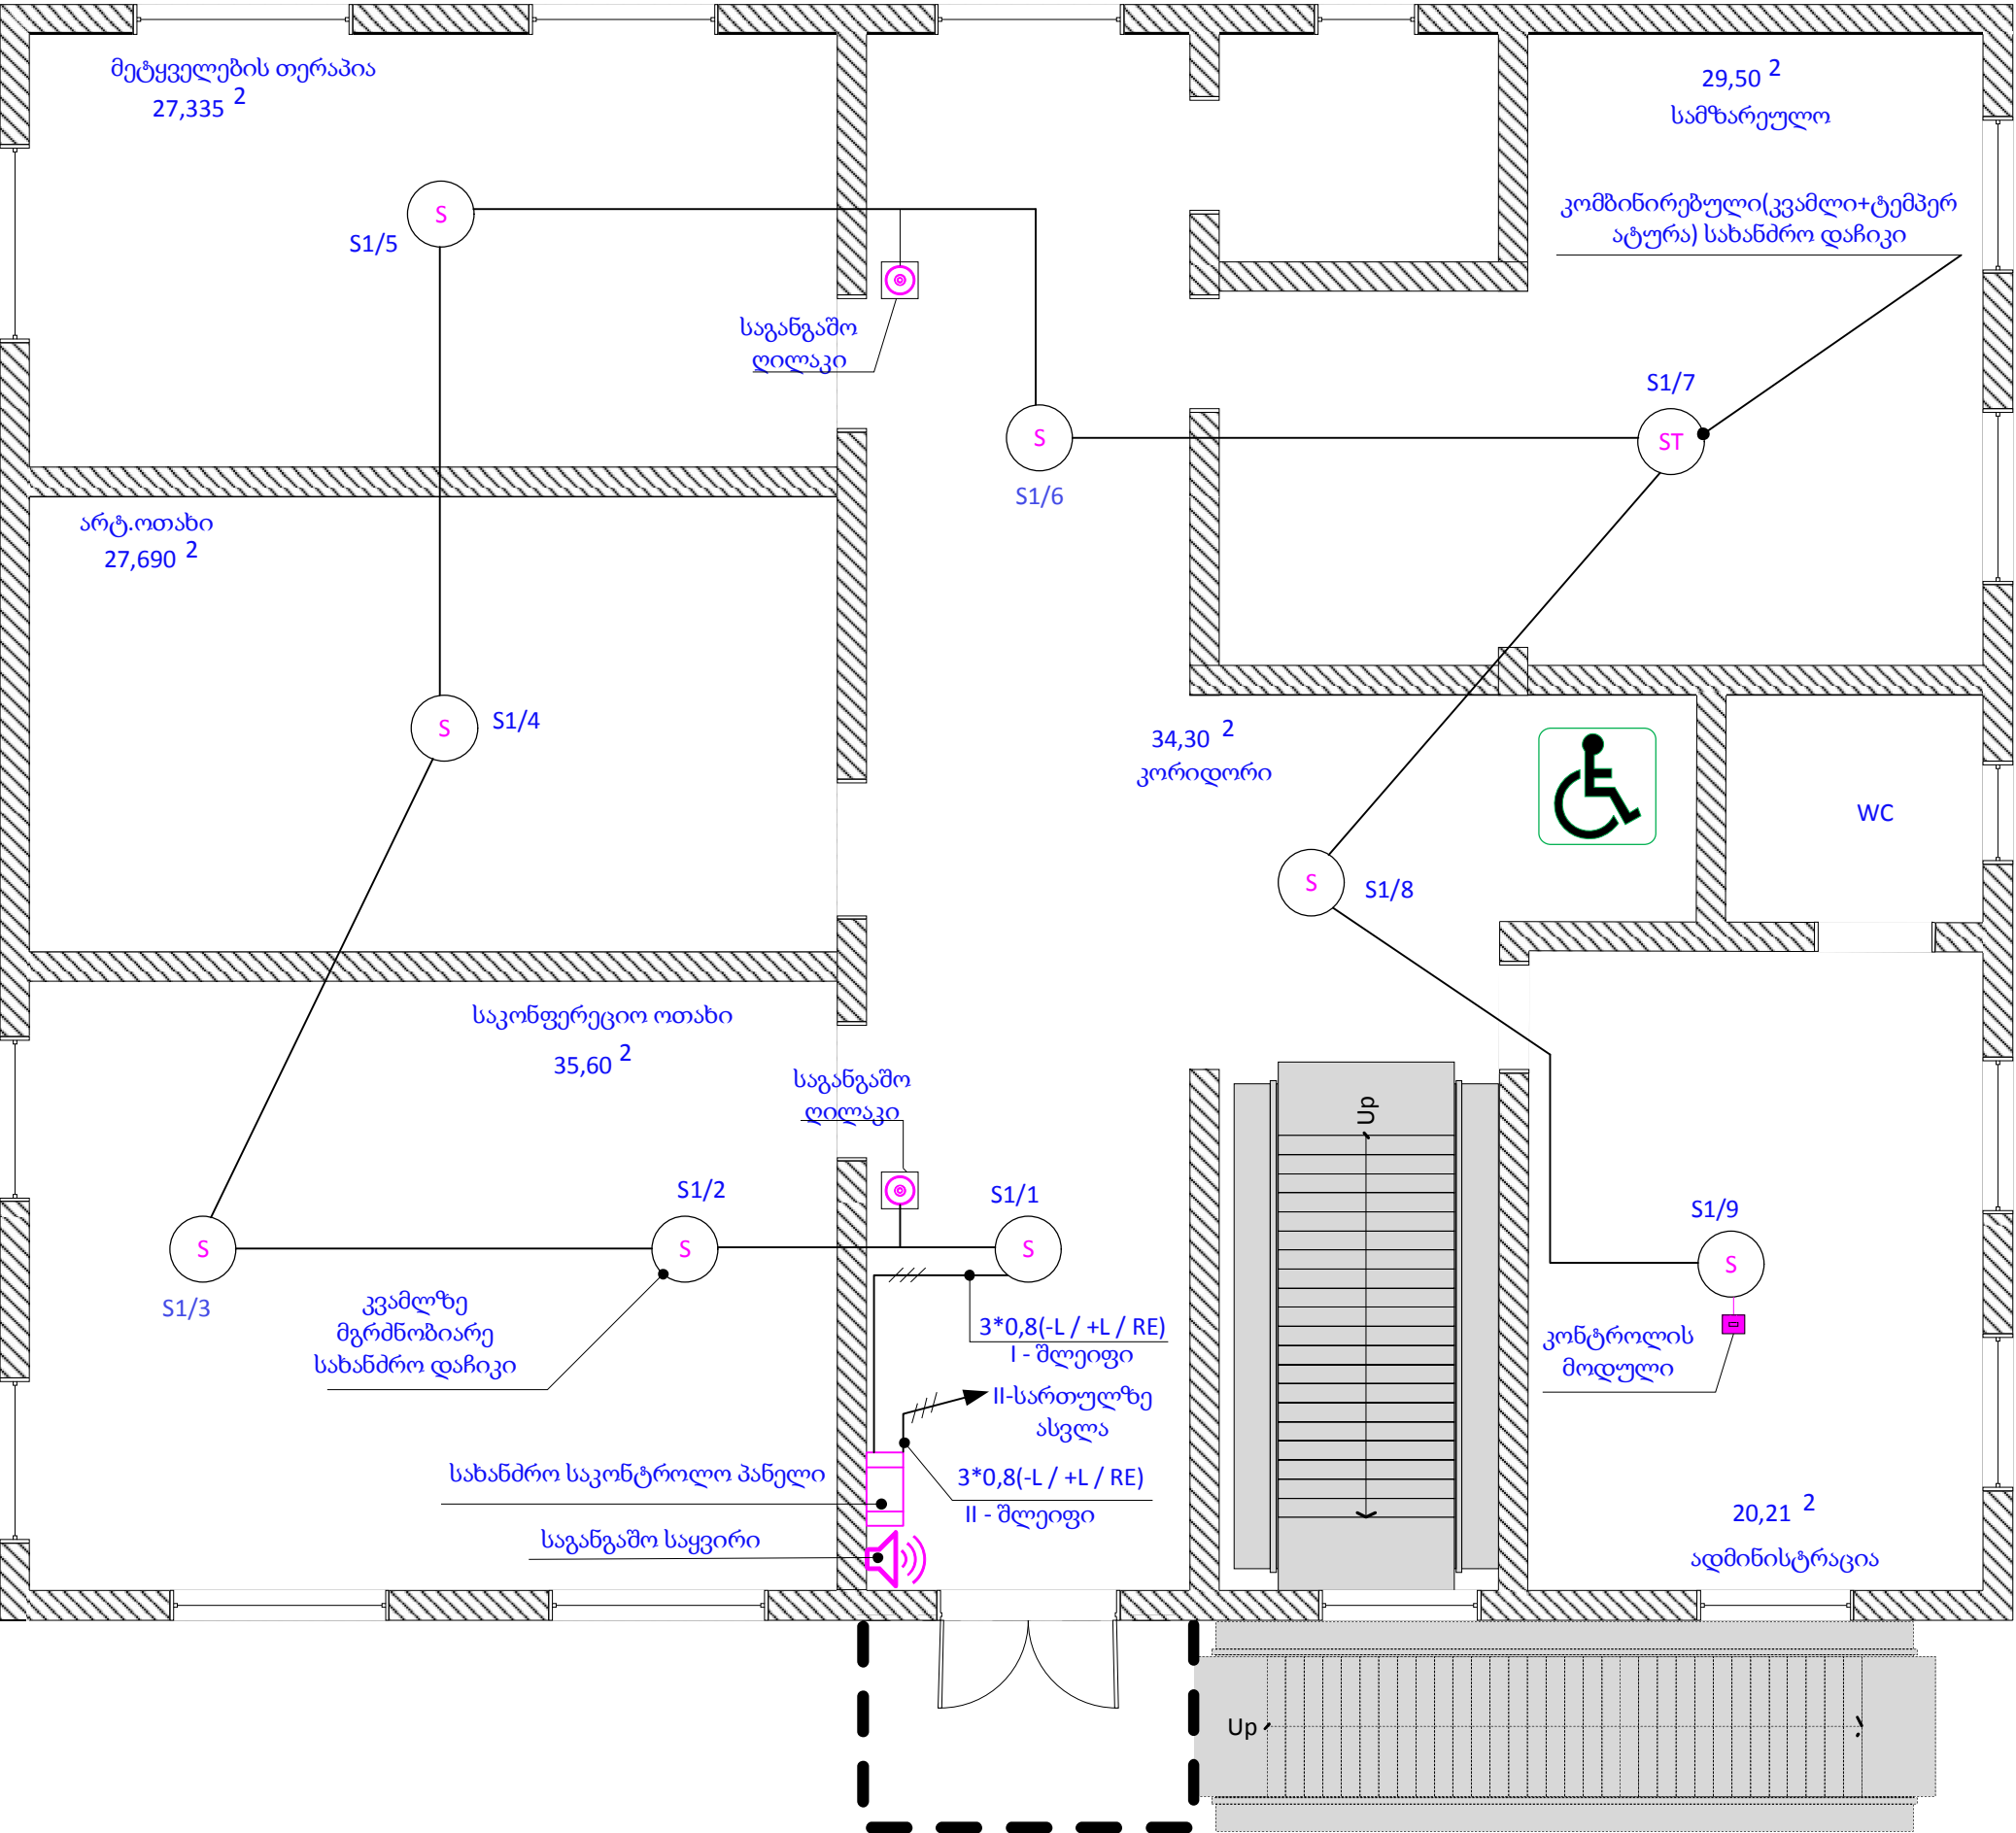 მეტყველების თერაპია
27,335 2
29,50 2
სამზარეულო
კომბინირებული(კვამლი+ტემპერ
ატურა) სახანძრო დაჩიკი
S
S1/5
საგანგაშო
ღილაკი
S1/7
S
ST
S1/6
არტ.ოთახი
27,690 2
S
S1/4
34,30 2
კორიდორი
WC
S
S1/8
საკონფერეციო ოთახი
35,60 2
საგანგაშო
ღილაკი
Up
S1/2
S1/1
S1/9
S
S
S
S
S1/3
კვამლზე
მგრძნობიარე
სახანძრო დაჩიკი
3*0,8(-L / +L / RE)
I - შლეიფი
კონტროლის
მოდული
II-სართულზე
ასვლა
სახანძრო საკონტროლო პანელი
3*0,8(-L / +L / RE)
II - შლეიფი
საგანგაშო საყვირი
20,21 2
ადმინისტრაცია
Up